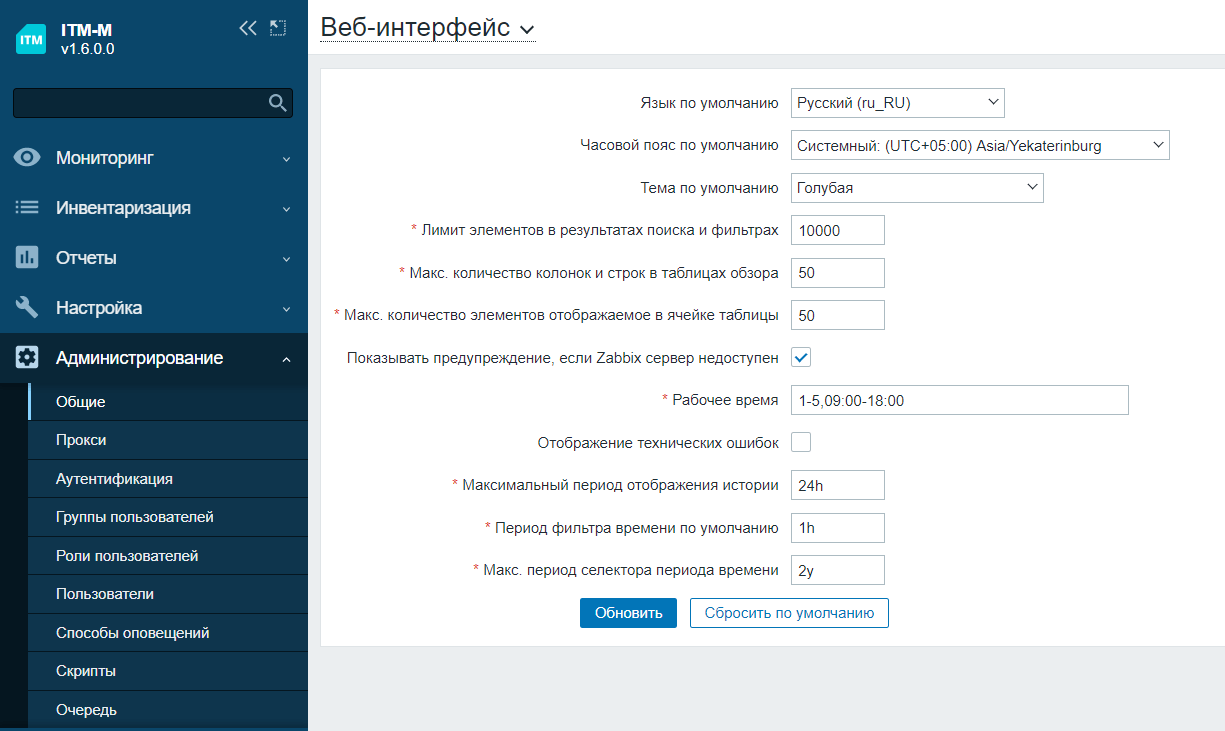 ITM
ITM-M
v1.6.0.0
Мониторинг
Инвентаризация
Отчеты
Настройка
Администрирование
Общие
Прокси
Аутентификация
Группы пользователей
Роли пользователей
Пользователи
Способы оповещений
Скрипты
Очередь
Веб-интерфейс
Язык по умолчанию Русский (ru_RU)
Часовой пояс по умолчанию Системный: (UTC+05:00) Asia/Yekaterinburg
Тема по умолчанию Голубая
* Лимит элементов в результатах поиска и фильтрах 10000
* Макс. количество колонок и строк в таблицах обзора 50
* Макс. количество элементов отображаемое в ячейке таблицы 50
Показывать предупреждение, если Zabbix сервер недоступен
* Рабочее время 1-5,09:00-18:00
Отображение технических ошибок
* Максимальный период отображения истории 24h
* Период фильтра времени по умолчанию 1h
* Макс. период селектора периода времени 2y
Обновить Сбросить по умолчанию